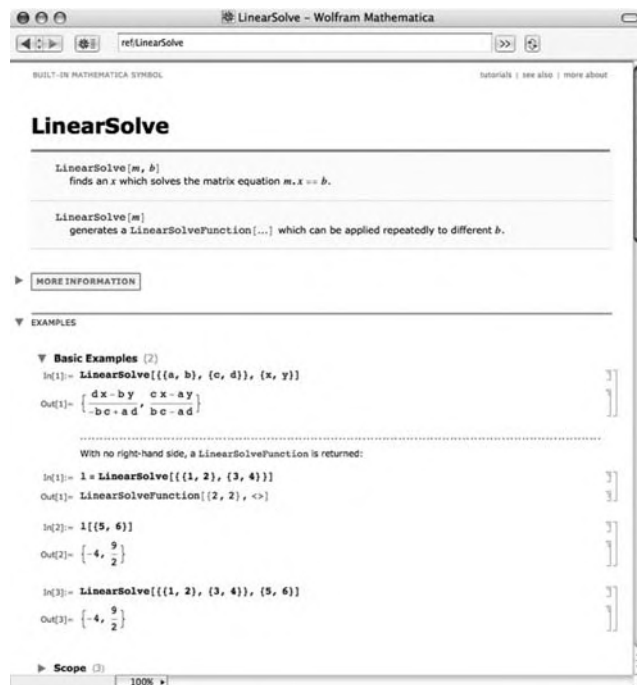 LinearSolve - Wolfram Mathematica
ref/LinearSolve
BUILT-IN MATHEMATICA SYMBOL tutorials | see also | more about
LinearSolve
LinearSolve[m, b]
finds an x which solves the matrix equation m.x == b.
LinearSolve[m]
generates a LinearSolveFunction[...] which can be applied repeatedly to different b.
MORE INFORMATION
EXAMPLES
Basic Examples (2)
In[1]:= LinearSolve[{{a, b}, {c, d}}, {x, y}]
Out[1]= {(d x - b y)/(-b c + a d), (c x - a y)/(b c - a d)}
With no right-hand side, a LinearSolveFunction is returned:
In[1]:= l = LinearSolve[{{1, 2}, {3, 4}}]
Out[1]= LinearSolveFunction[{2, 2}, <>]
In[2]:= l[{5, 6}]
Out[2]= {-4, 9/2}
In[3]:= LinearSolve[{{1, 2}, {3, 4}}, {5, 6}]
Out[3]= {-4, 9/2}
Scope (3)
100%